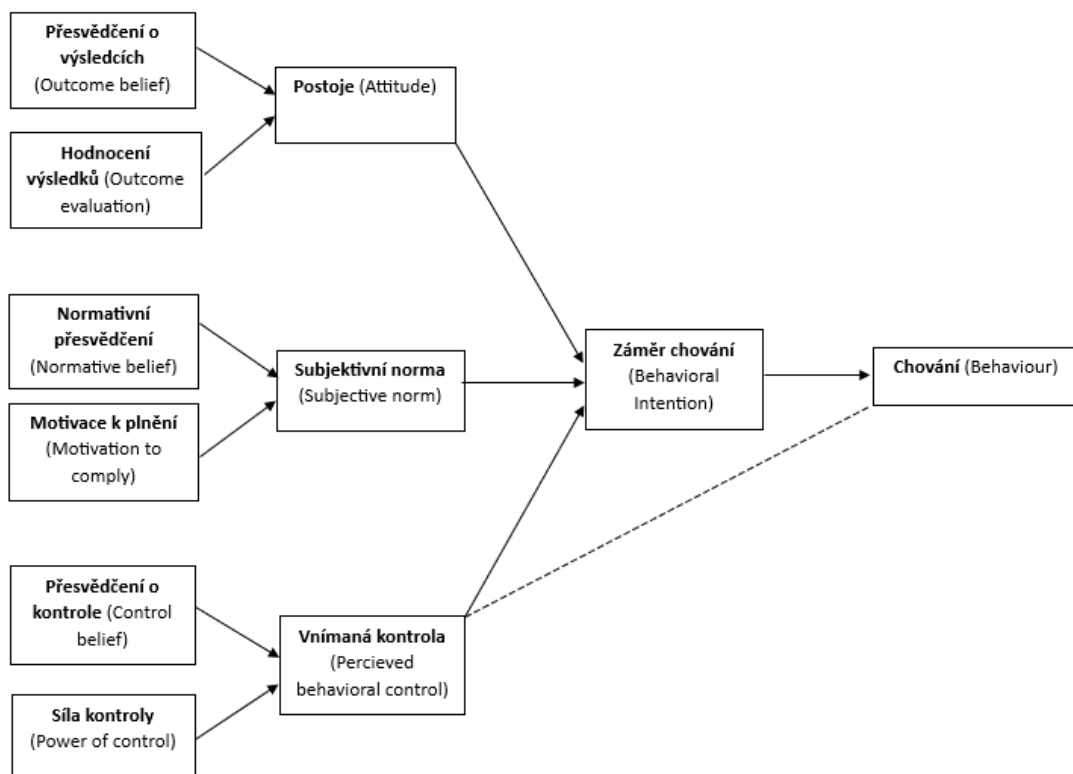 Přesvědčení o
výsledcích
(Outcome belief)
Hodnocení
výsledků (Outcome
evaluation)
Postoje (Attitude)
Normativní
přesvědčení
(Normative belief)
Motivace k plnění
(Motivation to
comply)
Subjektivní norma
(Subjective norm)
Přesvědčení o
kontrole (Control
belief)
Síla kontroly
(Power of control)
Vnímaná kontrola
(Percieved
behavioral control)
Záměr chování
(Behavioral
Intention)
Chování (Behaviour)